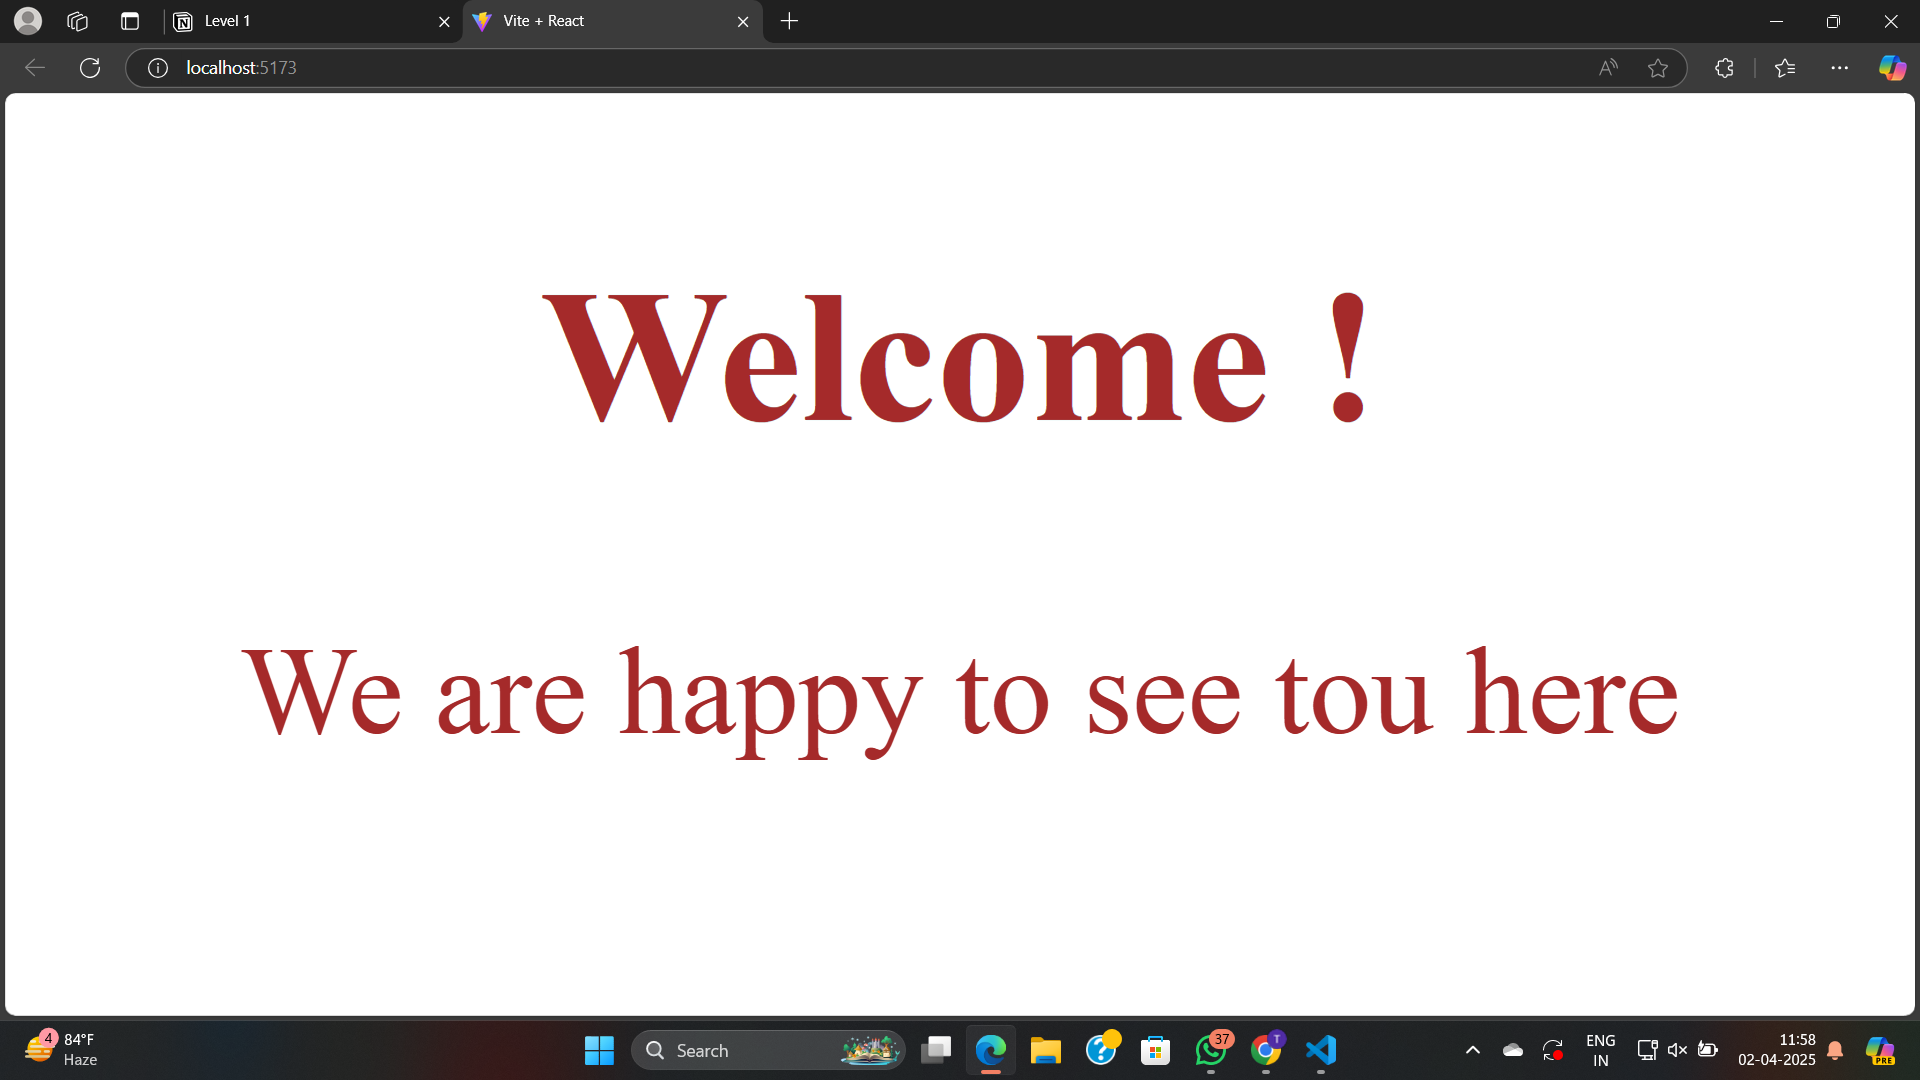 Level 1
Vite + React
localhost:5173
Welcome !
We are happy to see tou here
4
84°F
Haze
Search
37
T
ENG
IN
11:58
02-04-2025
PRE